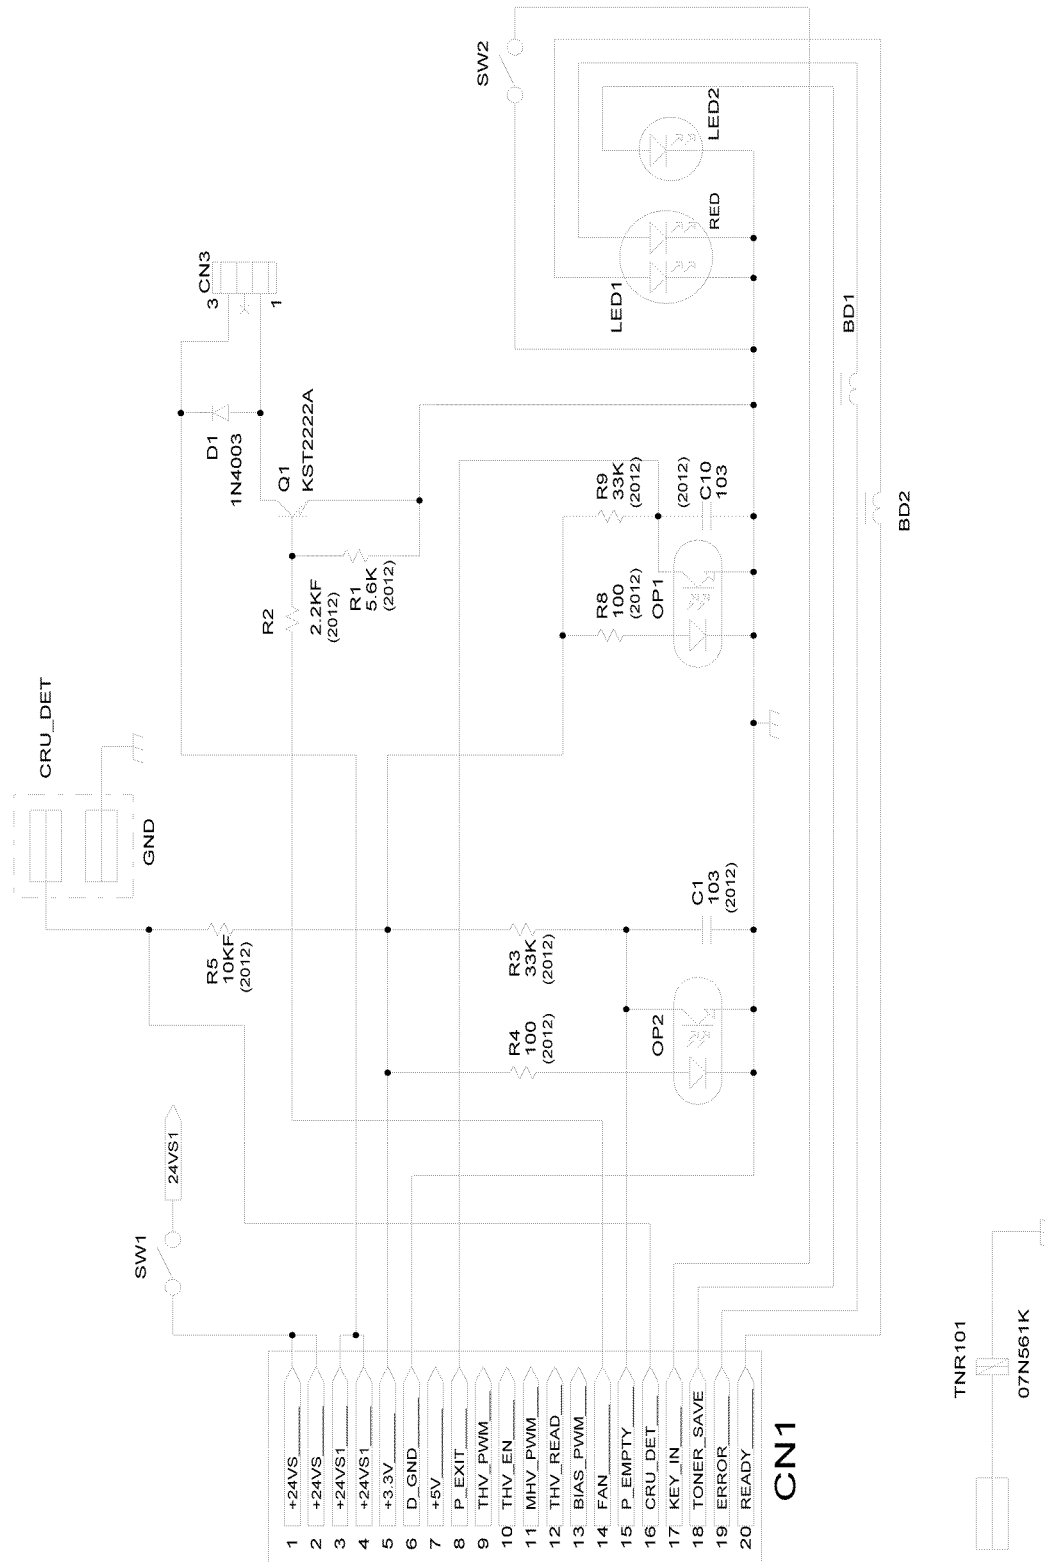 SW2
LED2
RED
LED1
CN3
3
1
D1
1N4003
Q1
KST2222A
BD1
BD2
R9
33K
(2012)
(2012)
C10
103
R8
100
(2012)
OP1
R1
5.6K
(2012)
R2
2.2KF
(2012)
CRU_DET
GND
R5
10KF
(2012)
R3
33K
(2012)
C1
103
(2012)
R4
100
(2012)
OP2
24VS1
SW1
1 +24VS
2 +24VS
3 +24VS1
4 +24VS1
5 +3.3V
6 D_GND
7 +5V
8 P_EXIT
9 THV_PWM
10 THV_EN
11 MHV_PWM
12 THV_READ
13 BIAS_PWM
14 FAN
15 P_EMPTY
16 CRU_DET
17 KEY_IN
18 TONER_SAVE
19 ERROR
20 READY
CN1
TNR101
07N561K